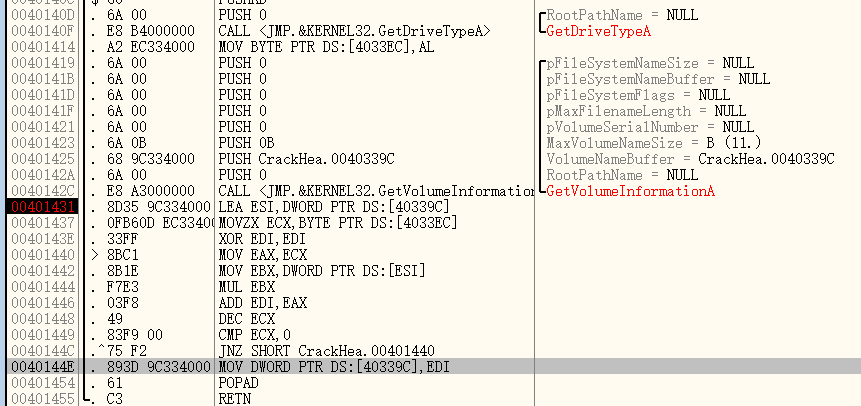 0040140D . 6A 00 PUSH 0 RootPathName = NULL
0040140F . E8 B4000000 CALL <JMP.&KERNEL32.GetDriveTypeA> GetDriveTypeA
00401414 . A2 EC334000 MOV BYTE PTR DS:[4033EC],AL
00401419 . 6A 00 PUSH 0 pFileSystemNameSize = NULL
0040141B . 6A 00 PUSH 0 pFileSystemNameBuffer = NULL
0040141D . 6A 00 PUSH 0 pFileSystemFlags = NULL
0040141F . 6A 00 PUSH 0 pMaxFilenameLength = NULL
00401421 . 6A 00 PUSH 0 pVolumeSerialNumber = NULL
00401423 . 6A 0B PUSH 0B MaxVolumeNameSize = B (11.)
00401425 . 68 9C334000 PUSH CrackHea.0040339C VolumeNameBuffer = CrackHea.0040339C
0040142A . 6A 00 PUSH 0 RootPathName = NULL
0040142C . E8 A3000000 CALL <JMP.&KERNEL32.GetVolumeInformation GetVolumeInformationA
00401431 . 8D35 9C334000 LEA ESI,DWORD PTR DS:[40339C]
00401437 . 0FB60D EC33400 MOVZX ECX,BYTE PTR DS:[4033EC]
0040143E . 33FF XOR EDI,EDI
00401440 > 8BC1 MOV EAX,ECX
00401442 . 8B1E MOV EBX,DWORD PTR DS:[ESI]
00401444 . F7E3 MUL EBX
00401446 . 03F8 ADD EDI,EAX
00401448 . 49 DEC ECX
00401449 . 83F9 00 CMP ECX,0
0040144C .^75 F2 JNZ SHORT CrackHea.00401440
0040144E . 893D 9C334000 MOV DWORD PTR DS:[40339C],EDI
00401454 . 61 POPAD
00401455 . C3 RETN